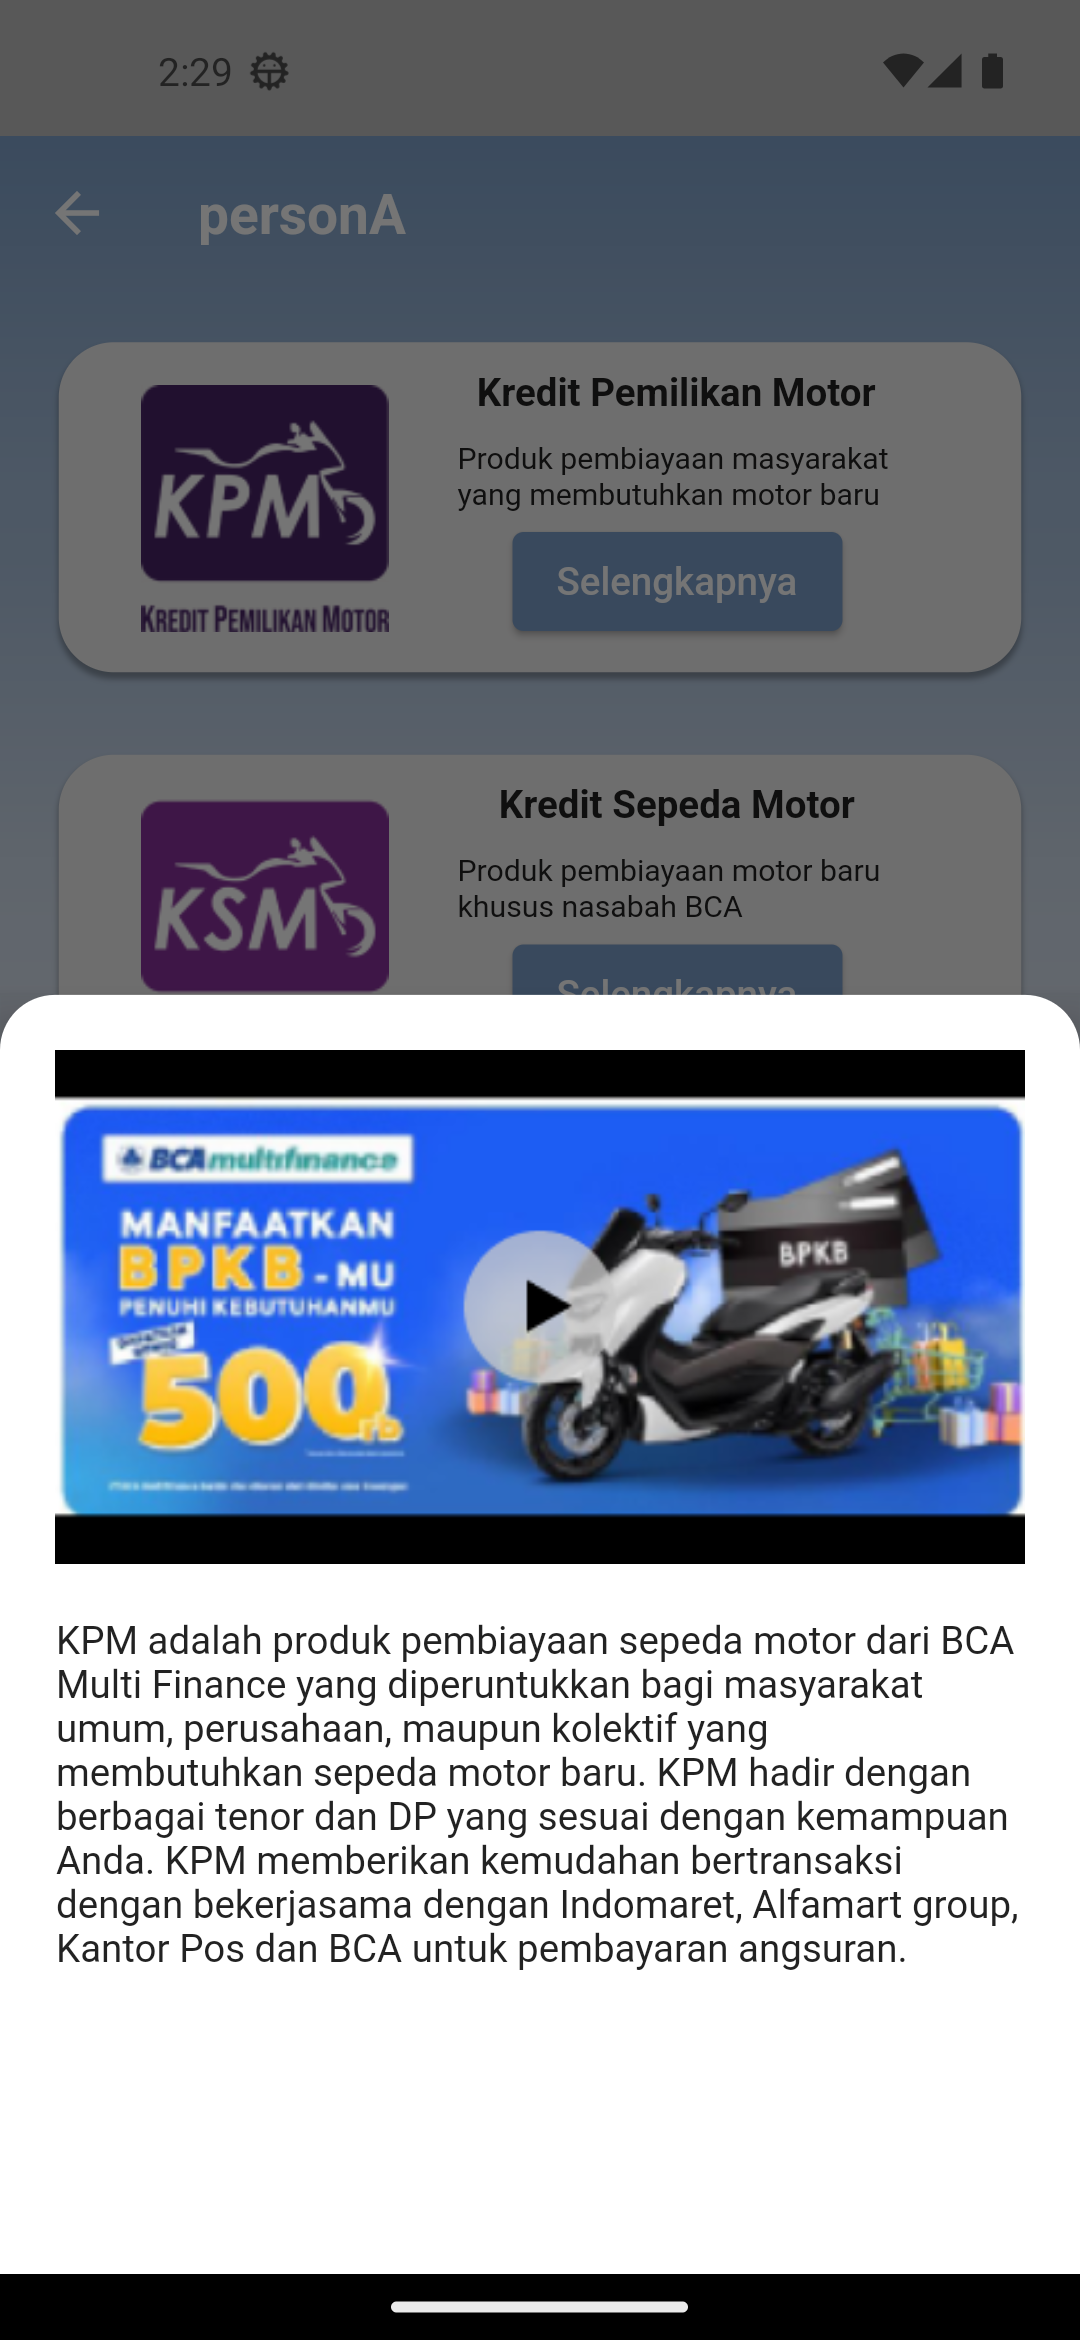 2:29
personA
Kredit Pemilikan Motor
Produk pembiayaan masyarakat
yang membutuhkan motor baru
Selengkapnya
KPM
KREDIT PEMILIKAN MOTOR
Kredit Sepeda Motor
Produk pembiayaan motor baru
khusus nasabah BCA
Selengkapnya
KSM
BCA multifinance
MANFAATKAN
BPKB - MU
PENUHI KEBUTUHANMU
500rb
BPKB
KPM adalah produk pembiayaan sepeda motor dari BCA
Multi Finance yang diperuntukkan bagi masyarakat
umum, perusahaan, maupun kolektif yang
membutuhkan sepeda motor baru. KPM hadir dengan
berbagai tenor dan DP yang sesuai dengan kemampuan
Anda. KPM memberikan kemudahan bertransaksi
dengan bekerjasama dengan Indomaret, Alfamart group,
Kantor Pos dan BCA untuk pembayaran angsuran.